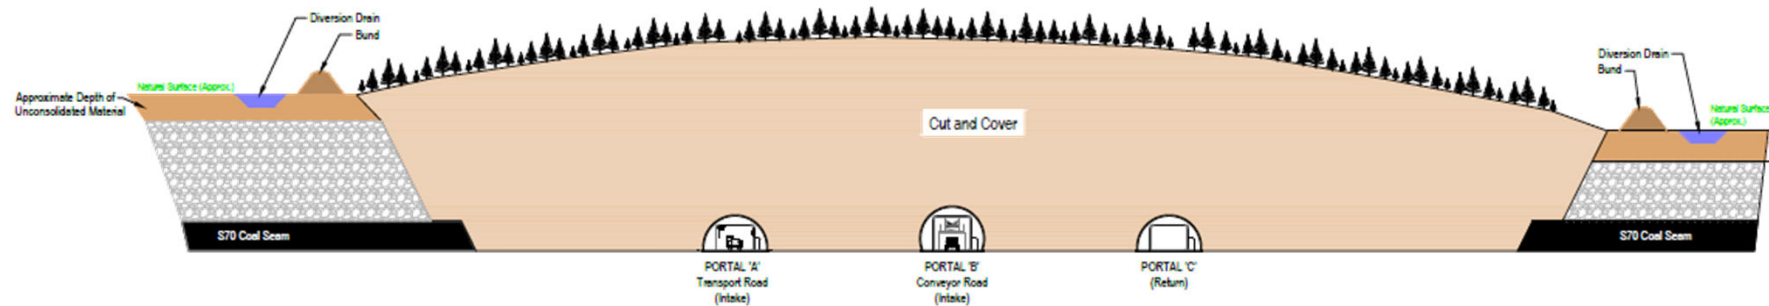 Diversion Drain
Bund
Natural Surface (Approx.)
Approximate Depth of
Unconsolidated Material
S70 Coal Seam
Cut and Cover
PORTAL 'A'
Transport Road
(Intake)
PORTAL 'B'
Conveyor Road
(Intake)
PORTAL 'C'
(Return)
Diversion Drain
Bund
Natural Surface
(Approx.)
S70 Coal Seam